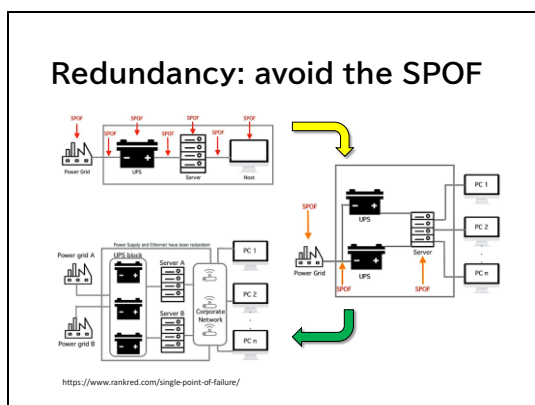 Redundancy: avoid the SPOF
SPOF
SPOF
SPOF
SPOF
SPOF
SPOF
SPOF
Power Grid
UPS
Server
Host
PC 1
UPS
SPOF
PC 2
Server
Power Grid
UPS
SPOF
SPOF
PC n
Power Supply and Ethernet have been redundant
Power grid A
UPS block
Server A
PC 1
PC 2
Corporate
Network
Server B
Power grid B
PC n
https://www.rankred.com/single-point-of-failure/